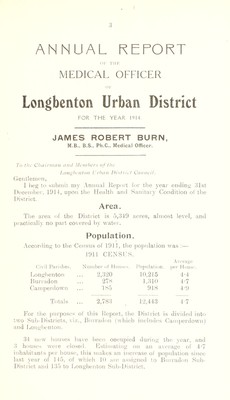 3
ANNUAL REPORT
OF THE
MEDICAL OFFICER
OF
Longbenton Urban District
FOR THE YEAR 1914
JAMES ROBERT BURN,
M.B., B.S., Ph.C., Medical Officer.
To the Chairman and Members of the
Longbenton Urban District Council.
Gentlemen,
I beg to submit my Annual Report for the year ending 31st
December, 1914, upon the Health and Sanitary Condition of the
District.
Area.
The area of the District is 5,349 acres, almost level, and
practically no part covered by water.
Population.
According to the Census of 1911, the population was :—
1911 CENSUS.
Average
Civil Parishes. Number of Houses. Population. per House.
Longbenton ... 2,320 10,215 4·4
Burradon ... 278 1,310 4·7
Camperdown ... 185 918 4·9
Totals ... 2,783 12,443 4·7
For the purposes of this Report, the District is divided into
two Sub-Districts, viz., Burradon (which includes Camperdown)
and Longbenton.
34 new houses have been occupied during the year, and
3 houses were closed. Estimating on an average of 4·7
inhabitants per house, this makes an increase of population since
last year of 145, of which 10 are assigned to Burradon Sub-
District and 135 to Longbenton Sub-District.